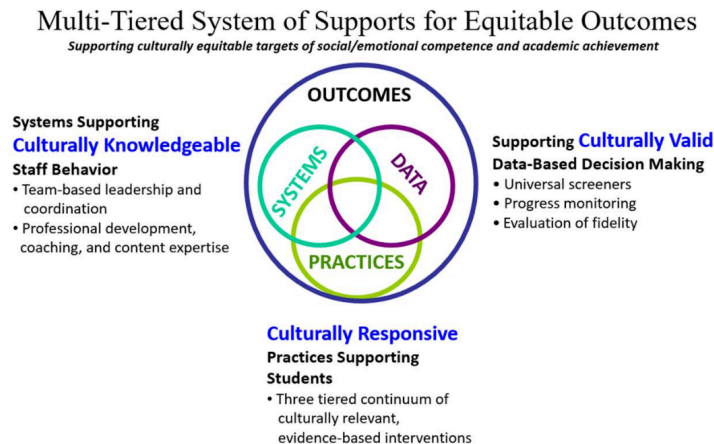 Multi-Tiered System of Supports for Equitable Outcomes
Supporting culturally equitable targets of social/emotional competence and academic achievement
OUTCOMES
SYSTEMS
DATA
PRACTICES
Systems Supporting
Culturally Knowledgeable
Staff Behavior
• Team-based leadership and
coordination
• Professional development,
coaching, and content expertise
Supporting Culturally Valid
Data-Based Decision Making
• Universal screeners
• Progress monitoring
• Evaluation of fidelity
Culturally Responsive
Practices Supporting
Students
• Three tiered continuum of
culturally relevant,
evidence-based interventions